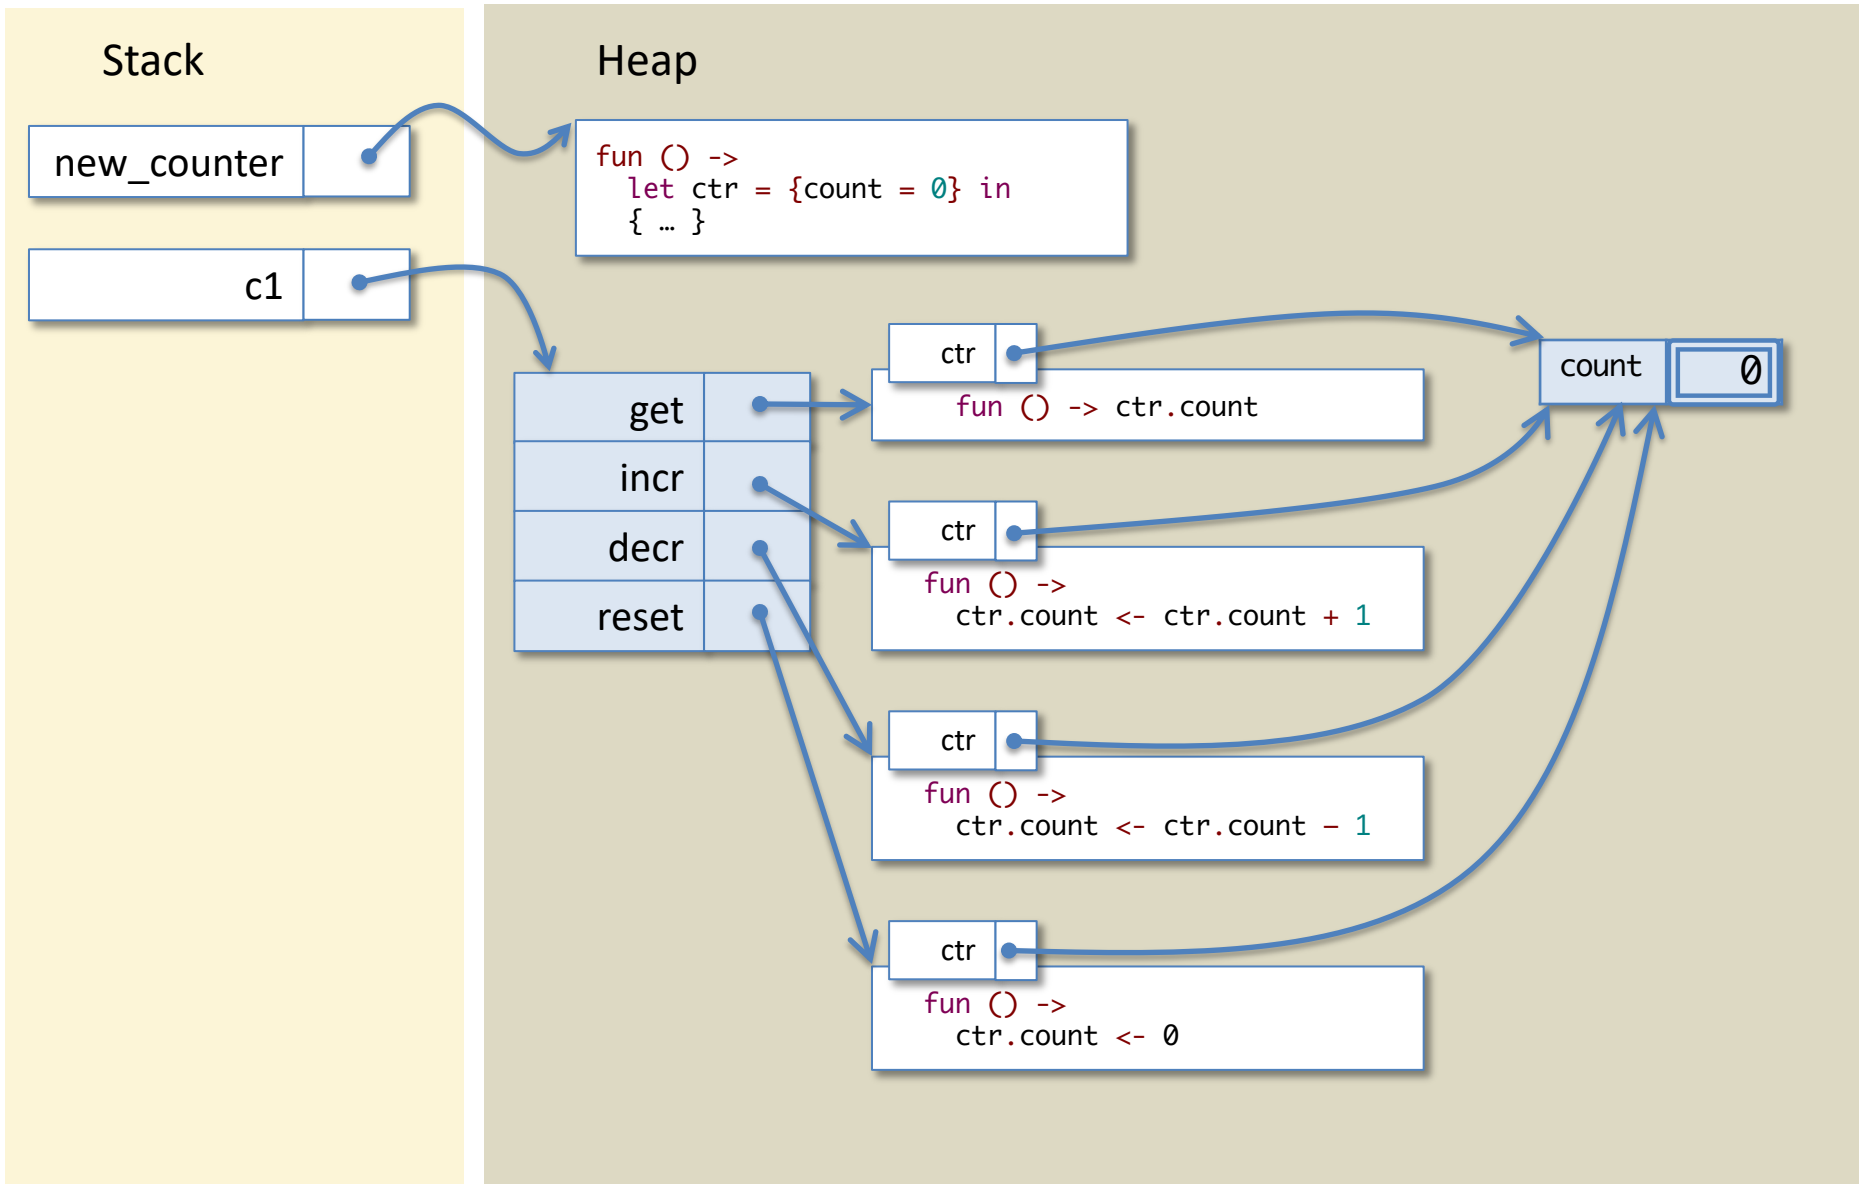 Stack
Heap
new_counter
fun () ->
let ctr = {count = 0} in
{ … }
c1
get
incr
decr
reset
ctr
fun () -> ctr.count
ctr
fun () ->
ctr.count <- ctr.count + 1
ctr
fun () ->
ctr.count <- ctr.count – 1
ctr
fun () ->
ctr.count <- 0
count 0